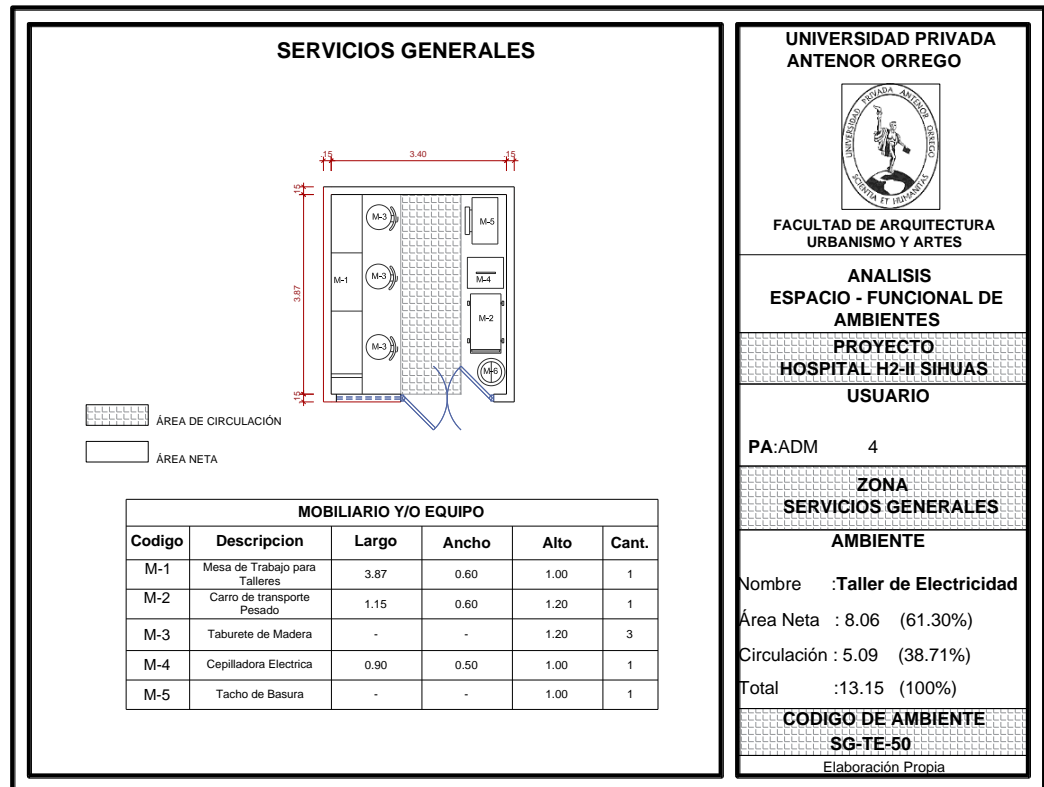 SERVICIOS GENERALES
15
3.40
15
15
3.87
15
M-3
M-5
M-1
M-3
M-4
M-2
M-3
M-6
ÁREA DE CIRCULACIÓN
ÁREA NETA
MOBILIARIO Y/O EQUIPO
Codigo Descripcion Largo Ancho Alto Cant.
M-1 Mesa de Trabajo para Talleres 3.87 0.60 1.00 1
M-2 Carro de transporte Pesado 1.15 0.60 1.20 1
M-3 Taburete de Madera - - 1.20 3
M-4 Cepilladora Electrica 0.90 0.50 1.00 1
M-5 Tacho de Basura - - 1.00 1
UNIVERSIDAD PRIVADA
ANTENOR ORREGO
UNIVERSIDAD PRIVADA ANTENOR ORREGO
SCIENTIA ET HUMANITAS
FACULTAD DE ARQUITECTURA
URBANISMO Y ARTES
ANALISIS
ESPACIO - FUNCIONAL DE
AMBIENTES
PROYECTO
HOSPITAL H2-II SIHUAS
USUARIO
PA:ADM 4
ZONA
SERVICIOS GENERALES
AMBIENTE
Nombre :Taller de Electricidad
Área Neta : 8.06 (61.30%)
Circulación : 5.09 (38.71%)
Total :13.15 (100%)
CODIGO DE AMBIENTE
SG-TE-50
Elaboración Propia